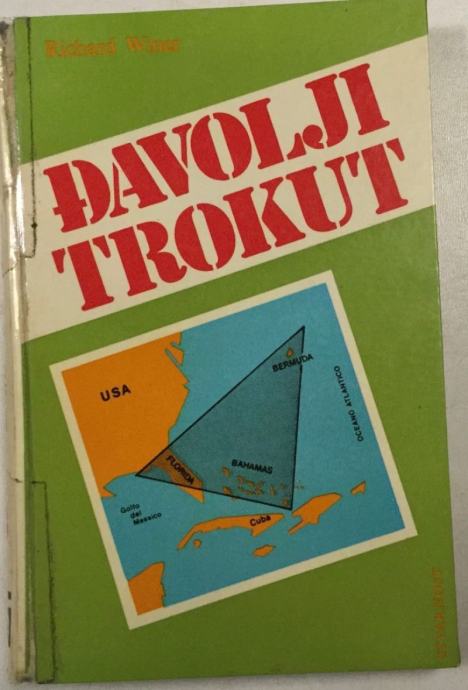 Richard Winer
ĐAVOLJI
TROKUT
USA
BERMUDA
OCEANO ATLANTICO
FLORIDA
BAHAMAS
Golfo
del
Messico
Cuba